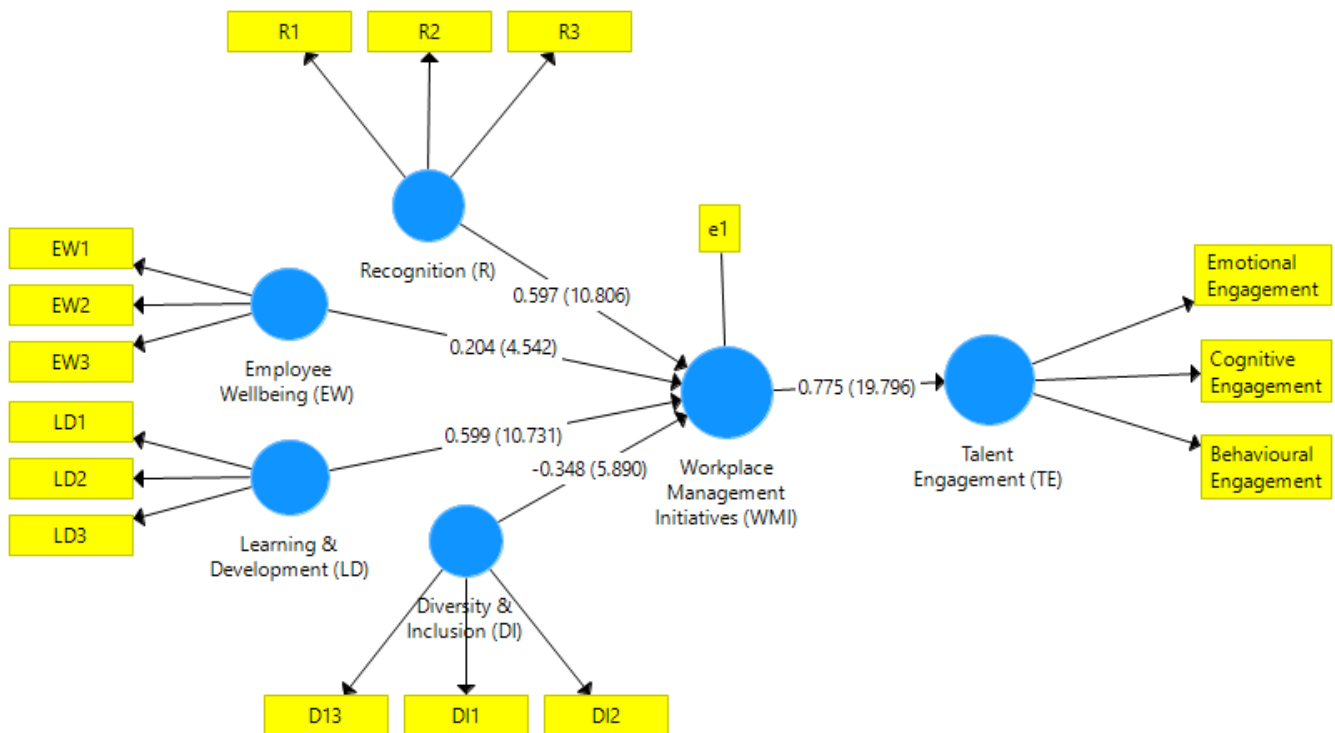 R1
R2
R3
Recognition (R)
e1
0.597 (10.806)
EW1
EW2
EW3
Employee
Wellbeing (EW)
0.204 (4.542)
LD1
LD2
LD3
Learning &
Development (LD)
0.599 (10.731)
-0.348 (5.890)
Diversity &
Inclusion (DI)
D13
DI1
DI2
Workplace
Management
Initiatives (WMI)
0.775 (19.796)
Talent
Engagement (TE)
Emotional
Engagement
Cognitive
Engagement
Behavioural
Engagement